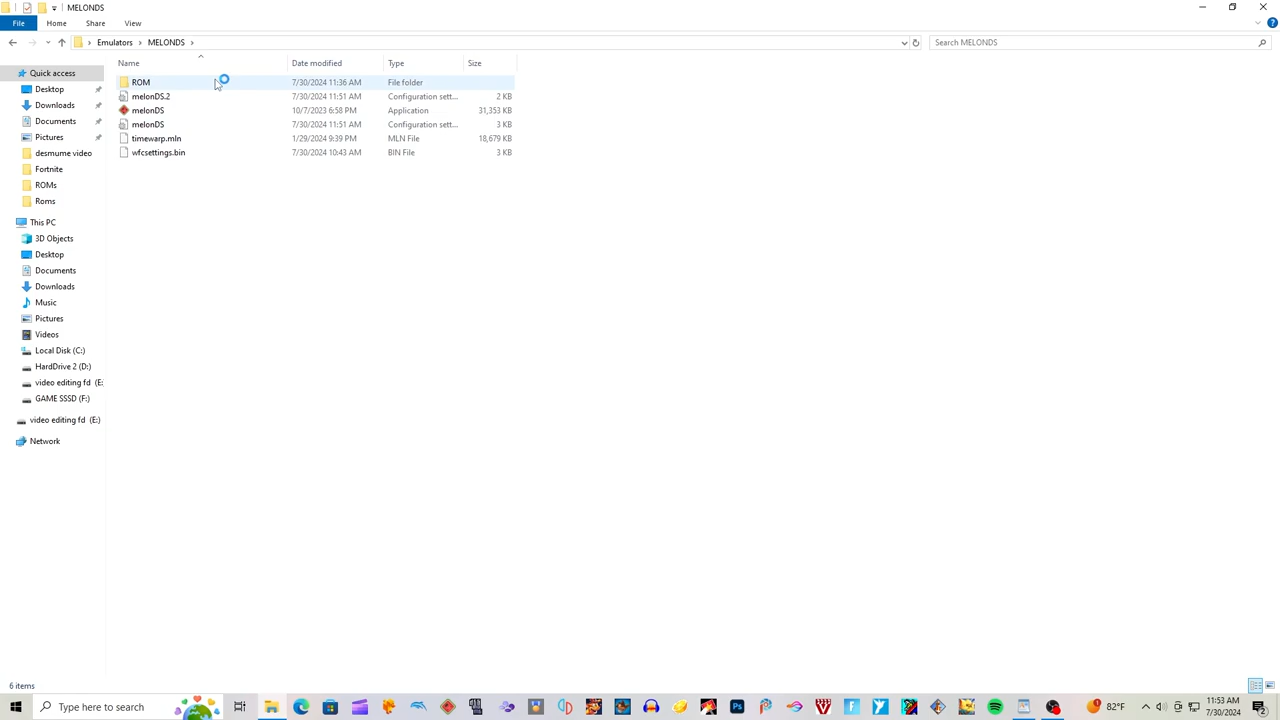 MELONDS
File Home Share View
Emulators MELONDS
Search MELONDS
Name Date modified Type Size
Quick access
Desktop
Downloads
Documents
Pictures
desmume video
Fortnite
ROMs
Roms
This PC
3D Objects
Desktop
Documents
Downloads
Music
Pictures
Videos
Local Disk (C:)
HardDrive 2 (D:)
video editing fd (E:
GAME SSSD (F:)
video editing fd (E:)
Network
ROM 7/30/2024 11:36 AM File folder
melonDS.2 7/30/2024 11:51 AM Configuration sett... 2 KB
melonDS 10/7/2023 6:58 PM Application 31,353 KB
melonDS 7/30/2024 11:51 AM Configuration sett... 3 KB
timewarp.mln 1/29/2024 9:39 PM MLN File 18,679 KB
wfcsettings.bin 7/30/2024 10:43 AM BIN File 3 KB
6 items
Type here to search
82°F
11:53 AM
7/30/2024
2